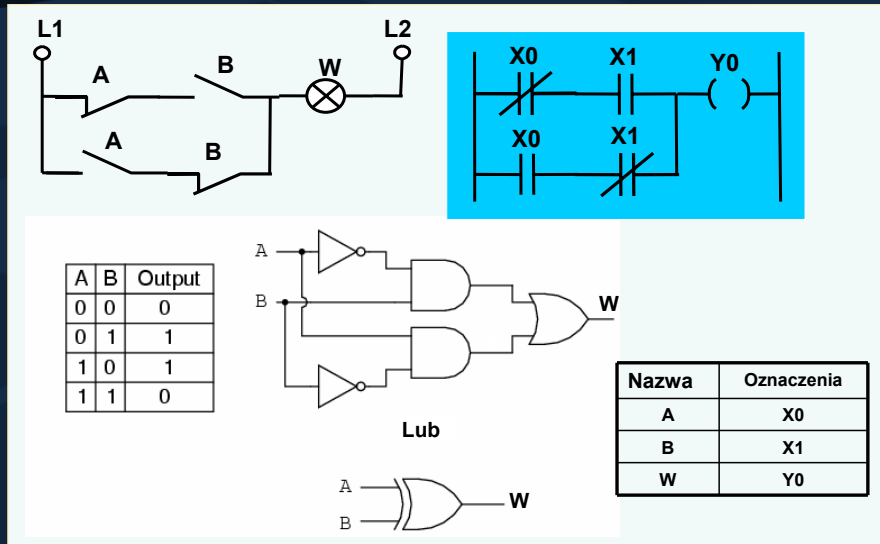 L1 L2
A B W
A B
X0 X1 Y0
X0 X1
A B Output
0 0 0
0 1 1
1 0 1
1 1 0
A
B
W
Lub
A
B
W
Nazwa Oznaczenia
A X0
B X1
W Y0